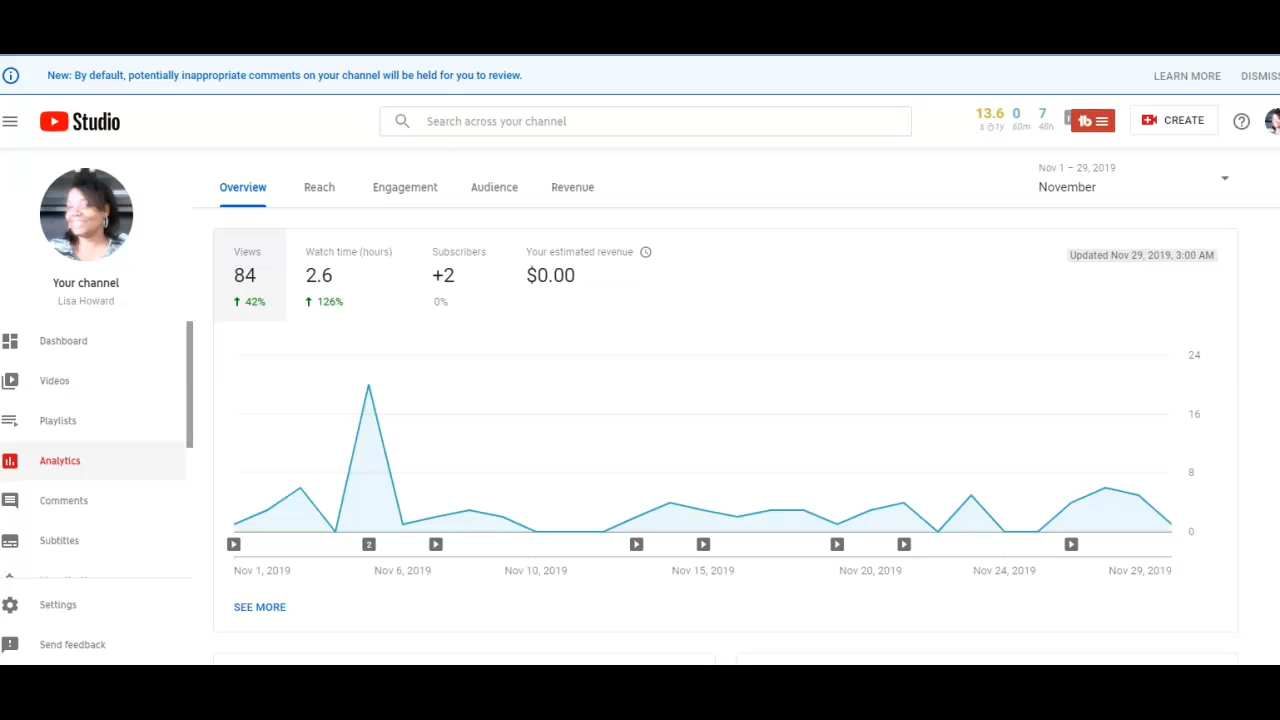 New: By default, potentially inappropriate comments on your channel will be held for you to review.
LEARN MORE
DISMISS
Studio
Search across your channel
13.6 0 7
$ 1y 60m 48h
tb
CREATE
Your channel
Lisa Howard
Dashboard
Videos
Playlists
Analytics
Comments
Subtitles
Settings
Send feedback
Overview Reach Engagement Audience Revenue
Nov 1 – 29, 2019
November
Views
84
42%
Watch time (hours)
2.6
126%
Subscribers
+2
0%
Your estimated revenue
$0.00
Updated Nov 29, 2019, 3:00 AM
24
16
8
0
2
Nov 1, 2019 Nov 6, 2019 Nov 10, 2019 Nov 15, 2019 Nov 20, 2019 Nov 24, 2019 Nov 29, 2019
SEE MORE